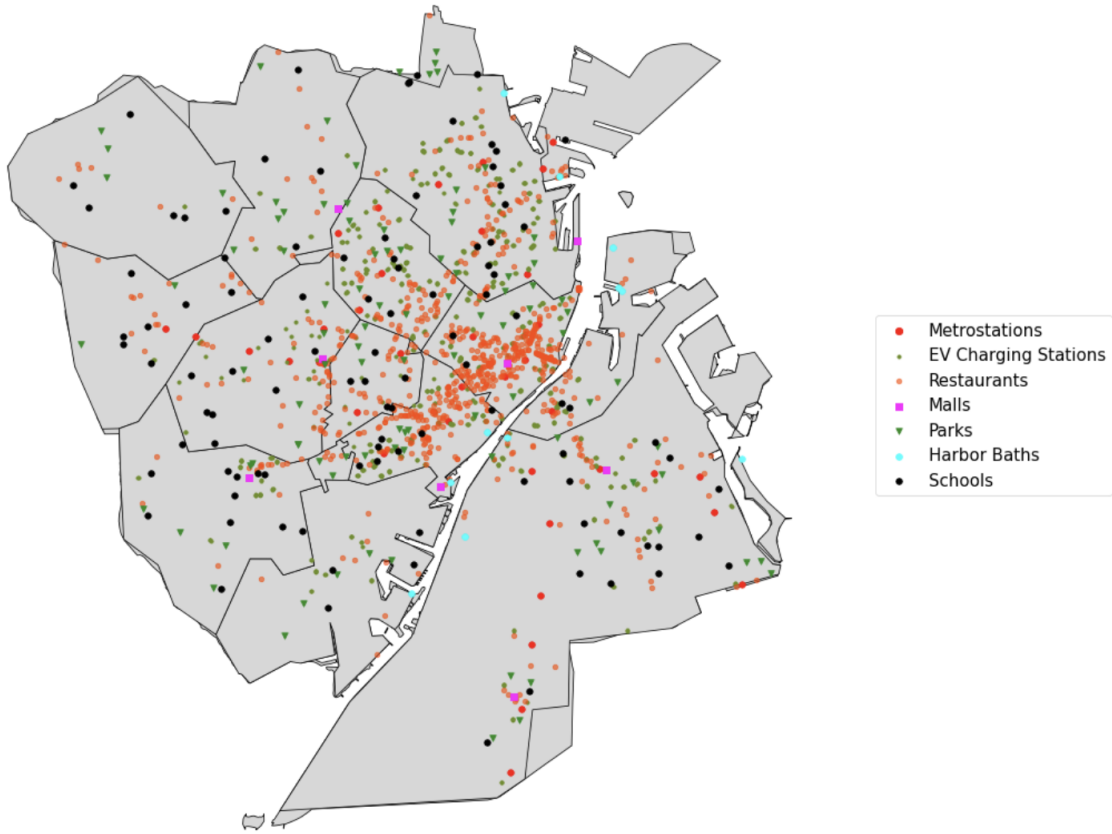 Metrostations
EV Charging Stations
Restaurants
Malls
Parks
Harbor Baths
Schools